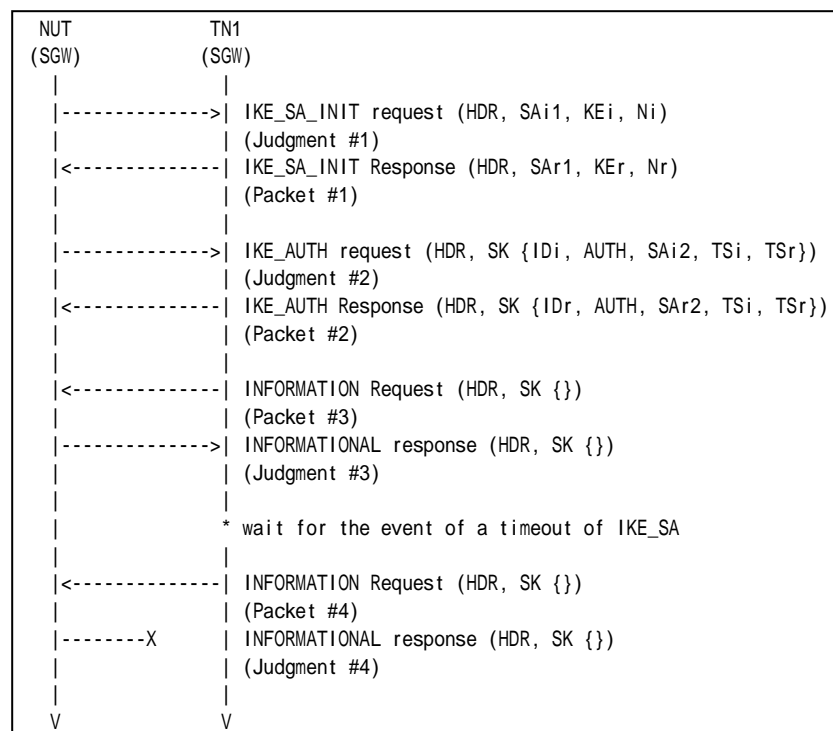 NUT TN1
(SGW) (SGW)
| |
|-------------->| IKE_SA_INIT request (HDR, SAi1, KEi, Ni)
| | (Judgment #1)
|<--------------| IKE_SA_INIT Response (HDR, SAr1, KEr, Nr)
| | (Packet #1)
| |
|-------------->| IKE_AUTH request (HDR, SK {IDi, AUTH, SAi2, TSi, TSr})
| | (Judgment #2)
|<--------------| IKE_AUTH Response (HDR, SK {IDr, AUTH, SAr2, TSi, TSr})
| | (Packet #2)
| |
|<--------------| INFORMATION Request (HDR, SK {})
| | (Packet #3)
|-------------->| INFORMATIONAL response (HDR, SK {})
| | (Judgment #3)
| |
| * wait for the event of a timeout of IKE_SA
| |
|<--------------| INFORMATION Request (HDR, SK {})
| | (Packet #4)
|--------X | INFORMATIONAL response (HDR, SK {})
| | (Judgment #4)
| |
V V